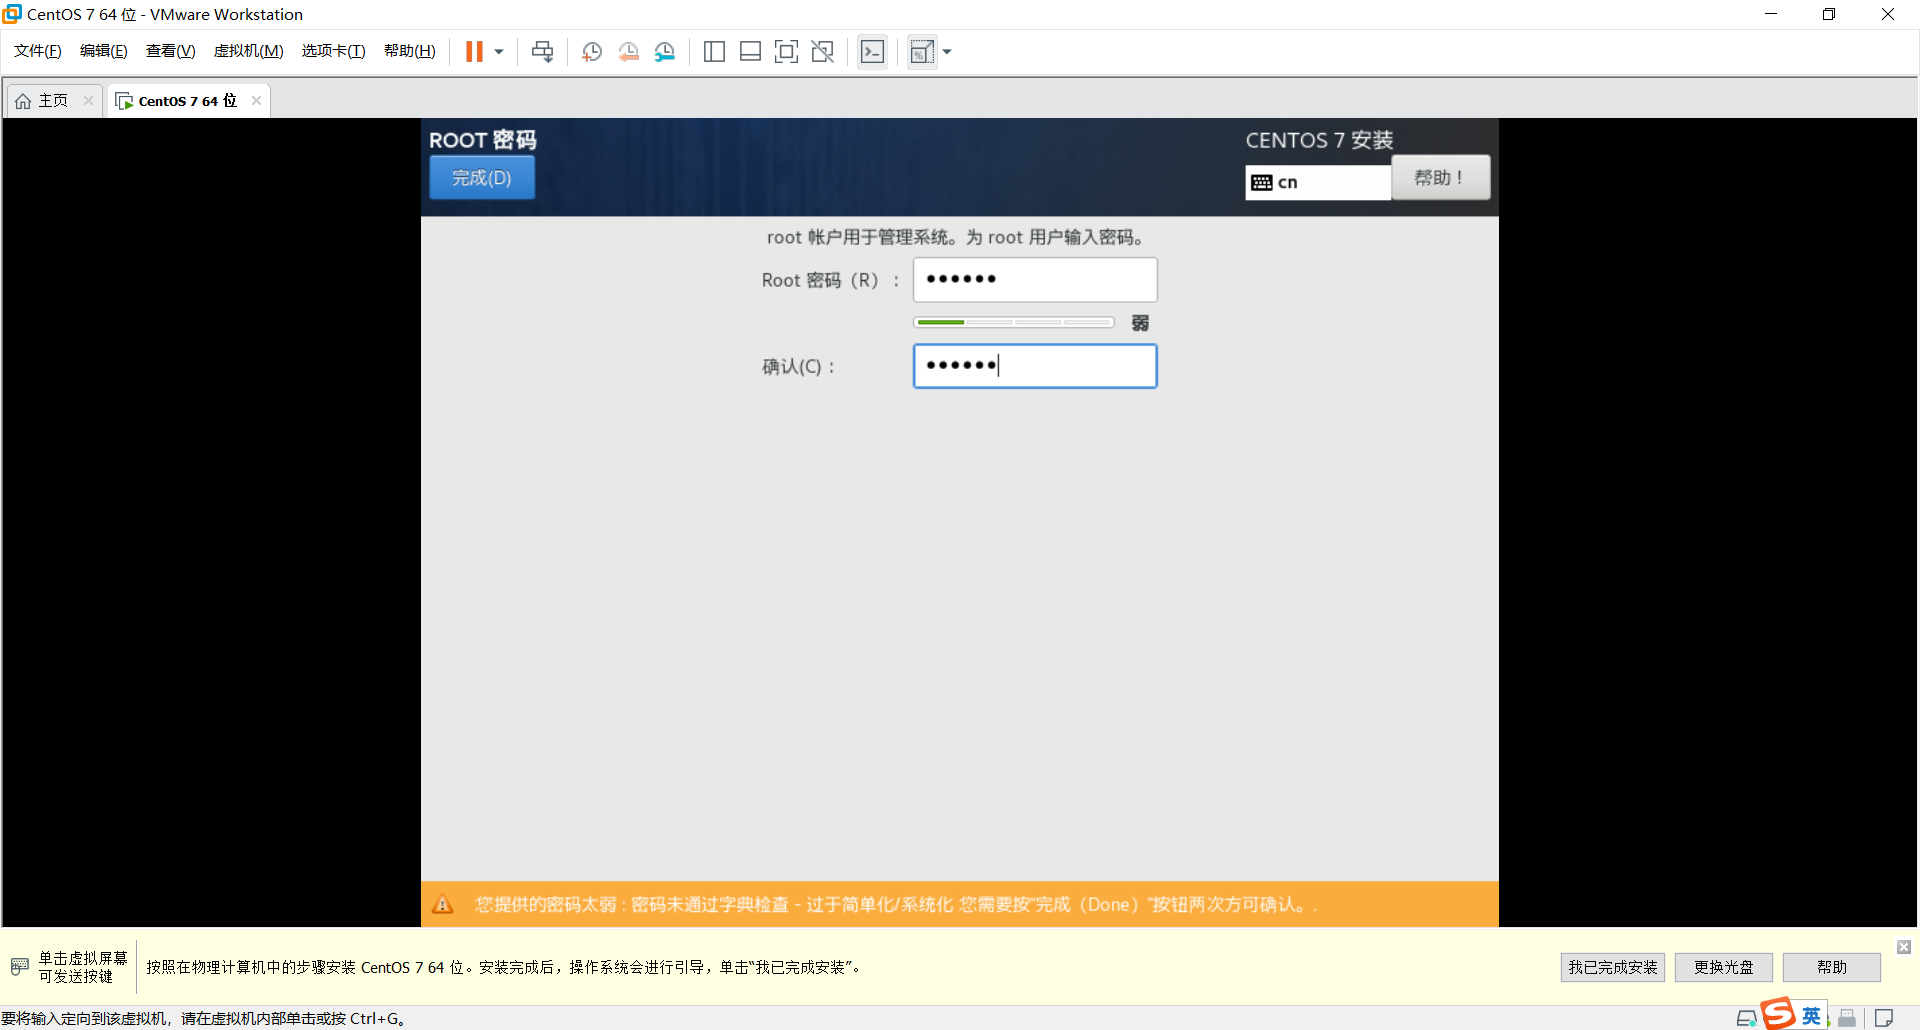 CentOS 7 64 位 - VMware Workstation
文件(F) 编辑(E) 查看(V) 虚拟机(M) 选项卡(T) 帮助(H)
主页 CentOS 7 64 位
ROOT 密码
CENTOS 7 安装
完成(D)
cn
帮助！
root 帐户用于管理系统。为 root 用户输入密码。
Root 密码（R）：
弱
确认(C)：
您提供的密码太弱 : 密码未通过字典检查 - 过于简单化/系统化 您需要按“完成（Done）”按钮两次方可确认。.
单击虚拟屏幕
可发送按键
按照在物理计算机中的步骤安装 CentOS 7 64 位。安装完成后，操作系统会进行引导，单击“我已完成安装”。
我已完成安装 更换光盘 帮助
要将输入定向到该虚拟机，请在虚拟机内部单击或按 Ctrl+G。
英